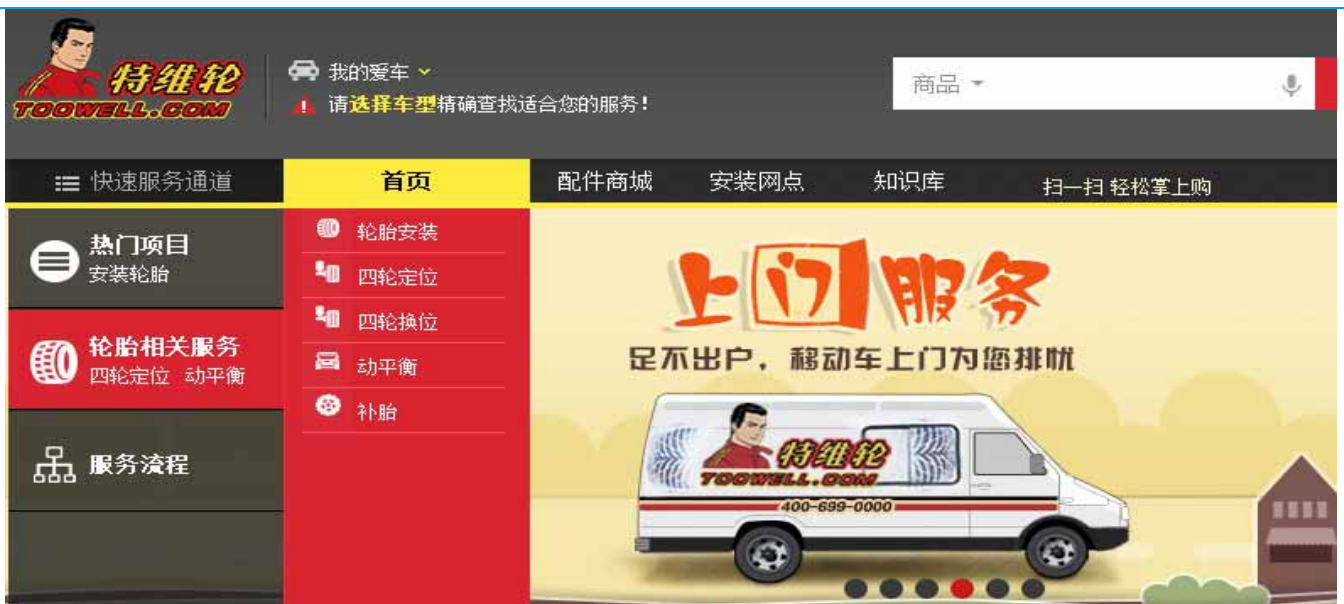 特维轮
TOOWELL.COM
我的爱车
请选择车型精确查找适合您的服务!
商品
快速服务通道
首页
配件商城
安装网点
知识库
扫一扫 轻松掌上购
热门项目
安装轮胎
轮胎相关服务
四轮定位 动平衡
服务流程
轮胎安装
四轮定位
四轮换位
动平衡
补胎
上门服务
足不出户,移动车上门为您排忧
特维轮
TOOWELL.COM
400-699-0000